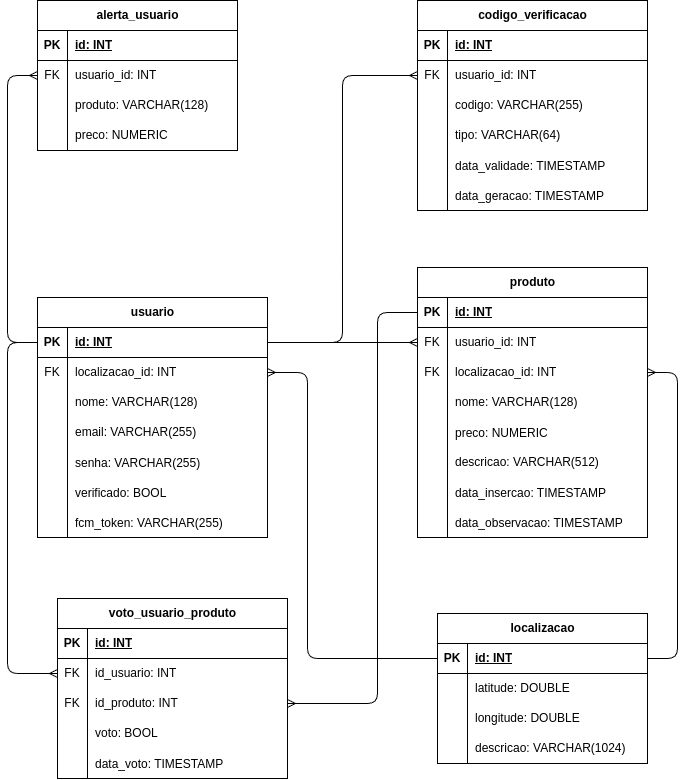 alerta_usuario
PK id: INT
FK usuario_id: INT
produto: VARCHAR(128)
preco: NUMERIC
codigo_verificacao
PK id: INT
FK usuario_id: INT
codigo: VARCHAR(255)
tipo: VARCHAR(64)
data_validade: TIMESTAMP
data_geracao: TIMESTAMP
usuario
PK id: INT
FK localizacao_id: INT
nome: VARCHAR(128)
email: VARCHAR(255)
senha: VARCHAR(255)
verificado: BOOL
fcm_token: VARCHAR(255)
produto
PK id: INT
FK usuario_id: INT
FK localizacao_id: INT
nome: VARCHAR(128)
preco: NUMERIC
descricao: VARCHAR(512)
data_insercao: TIMESTAMP
data_observacao: TIMESTAMP
voto_usuario_produto
PK id: INT
FK id_usuario: INT
FK id_produto: INT
voto: BOOL
data_voto: TIMESTAMP
localizacao
PK id: INT
latitude: DOUBLE
longitude: DOUBLE
descricao: VARCHAR(1024)